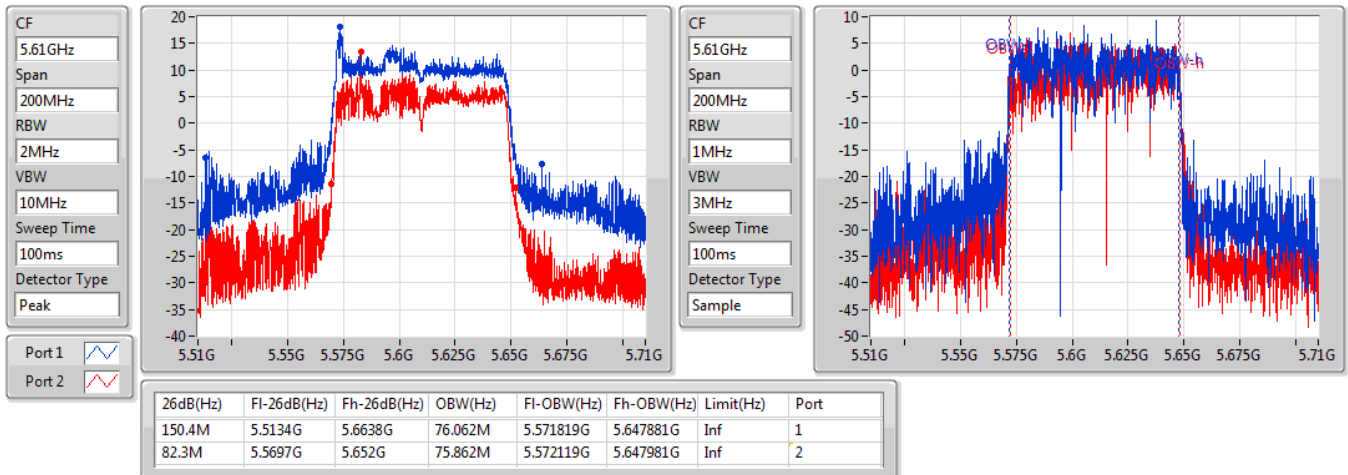 CF
5.61GHz
Span
200MHz
RBW
2MHz
VBW
10MHz
Sweep Time
100ms
Detector Type
Peak
Port 1
Port 2
20
15
10
5
0
-5
-10
-15
-20
-25
-30
-35
-40
5.51G 5.55G 5.575G 5.6G 5.625G 5.65G 5.675G 5.71G
CF
5.61GHz
Span
200MHz
RBW
1MHz
VBW
3MHz
Sweep Time
100ms
Detector Type
Sample
10
5
0
-5
-10
-15
-20
-25
-30
-35
-40
-45
-50
OBW-h
5.51G 5.55G 5.575G 5.6G 5.625G 5.65G 5.675G 5.71G
26dB(Hz) Fl-26dB(Hz) Fh-26dB(Hz) OBW(Hz) Fl-OBW(Hz) Fh-OBW(Hz) Limit(Hz) Port
150.4M 5.5134G 5.6638G 76.062M 5.571819G 5.647881G Inf 1
82.3M 5.5697G 5.652G 75.862M 5.572119G 5.647981G Inf 2